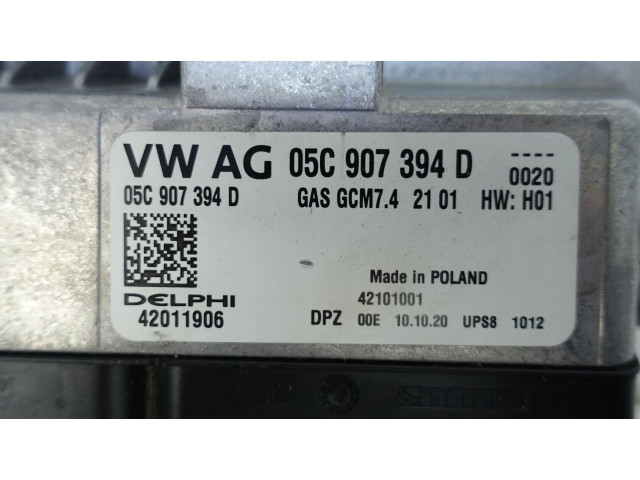 VW AG 05C 907 394 D ----
0020
05C 907 394 D GAS GCM7.4 21 01 HW: H01
Made in POLAND
DELPHI 42101001
42011906 DPZ 00E 10.10.20 UPS8 1012